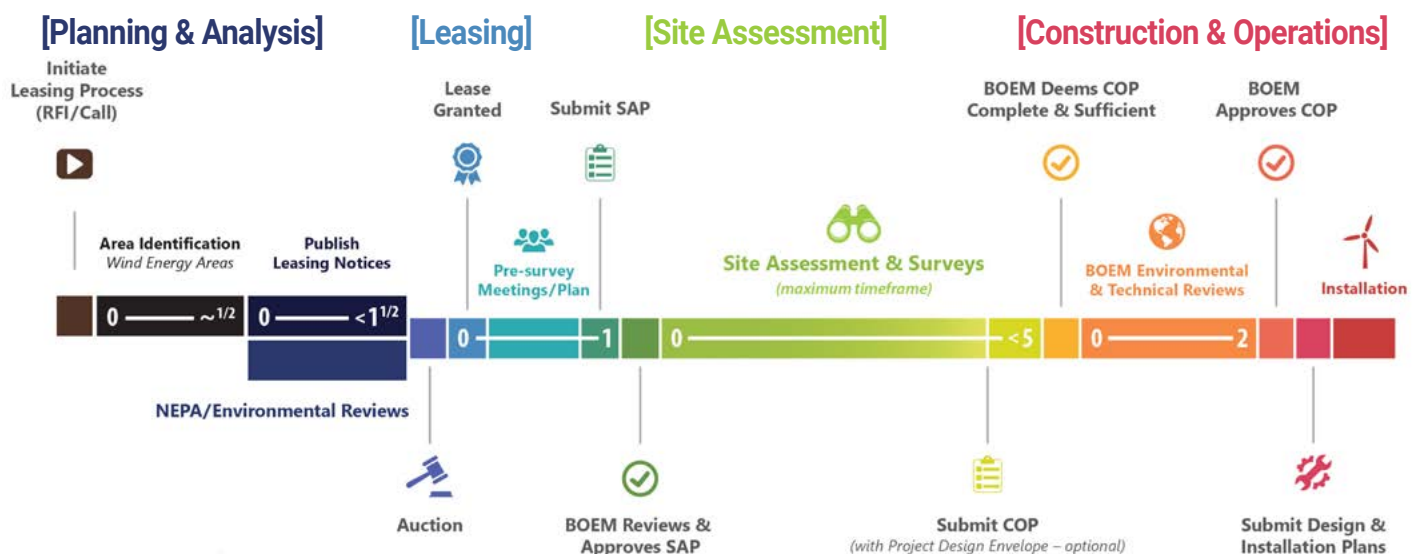 [Planning & Analysis]
[Leasing]
[Site Assessment]
[Construction & Operations]
Initiate
Leasing Process
(RFI/Call)
Lease
Granted
Submit SAP
BOEM Deems COP
Complete & Sufficient
BOEM
Approves COP
Area Identification
Wind Energy Areas
Publish
Leasing Notices
Pre-survey
Meetings/Plan
Site Assessment & Surveys
(maximum timeframe)
BOEM Environmental
& Technical Reviews
Installation
0 ~1/2
0 <1 1/2
0 1
0 <5
0 2
NEPA/Environmental Reviews
Auction
BOEM Reviews &
Approves SAP
Submit COP
(with Project Design Envelope – optional)
Submit Design &
Installation Plans